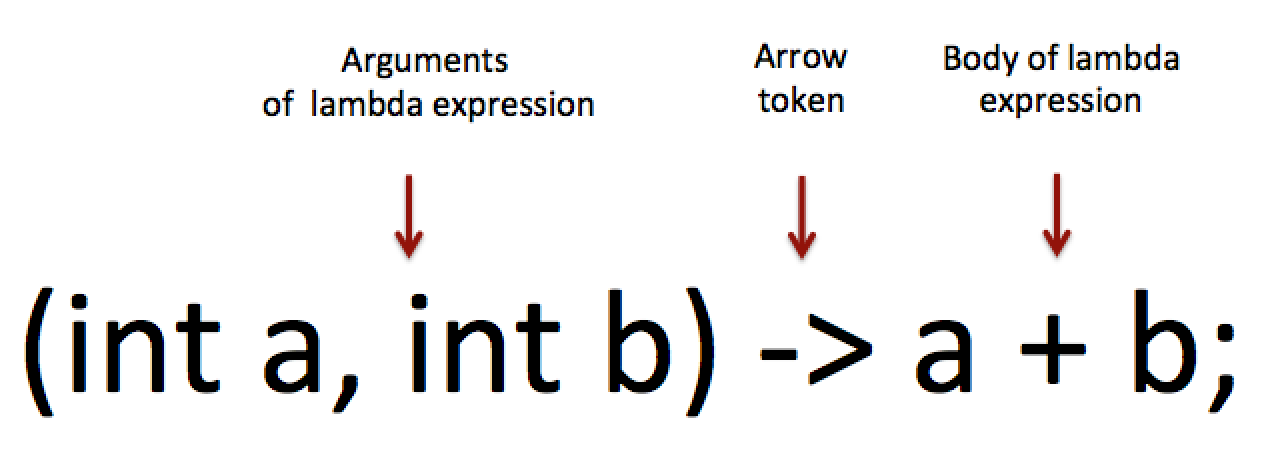 Arguments
of lambda expression
Arrow
token
Body of lambda
expression
(int a, int b) -> a + b;